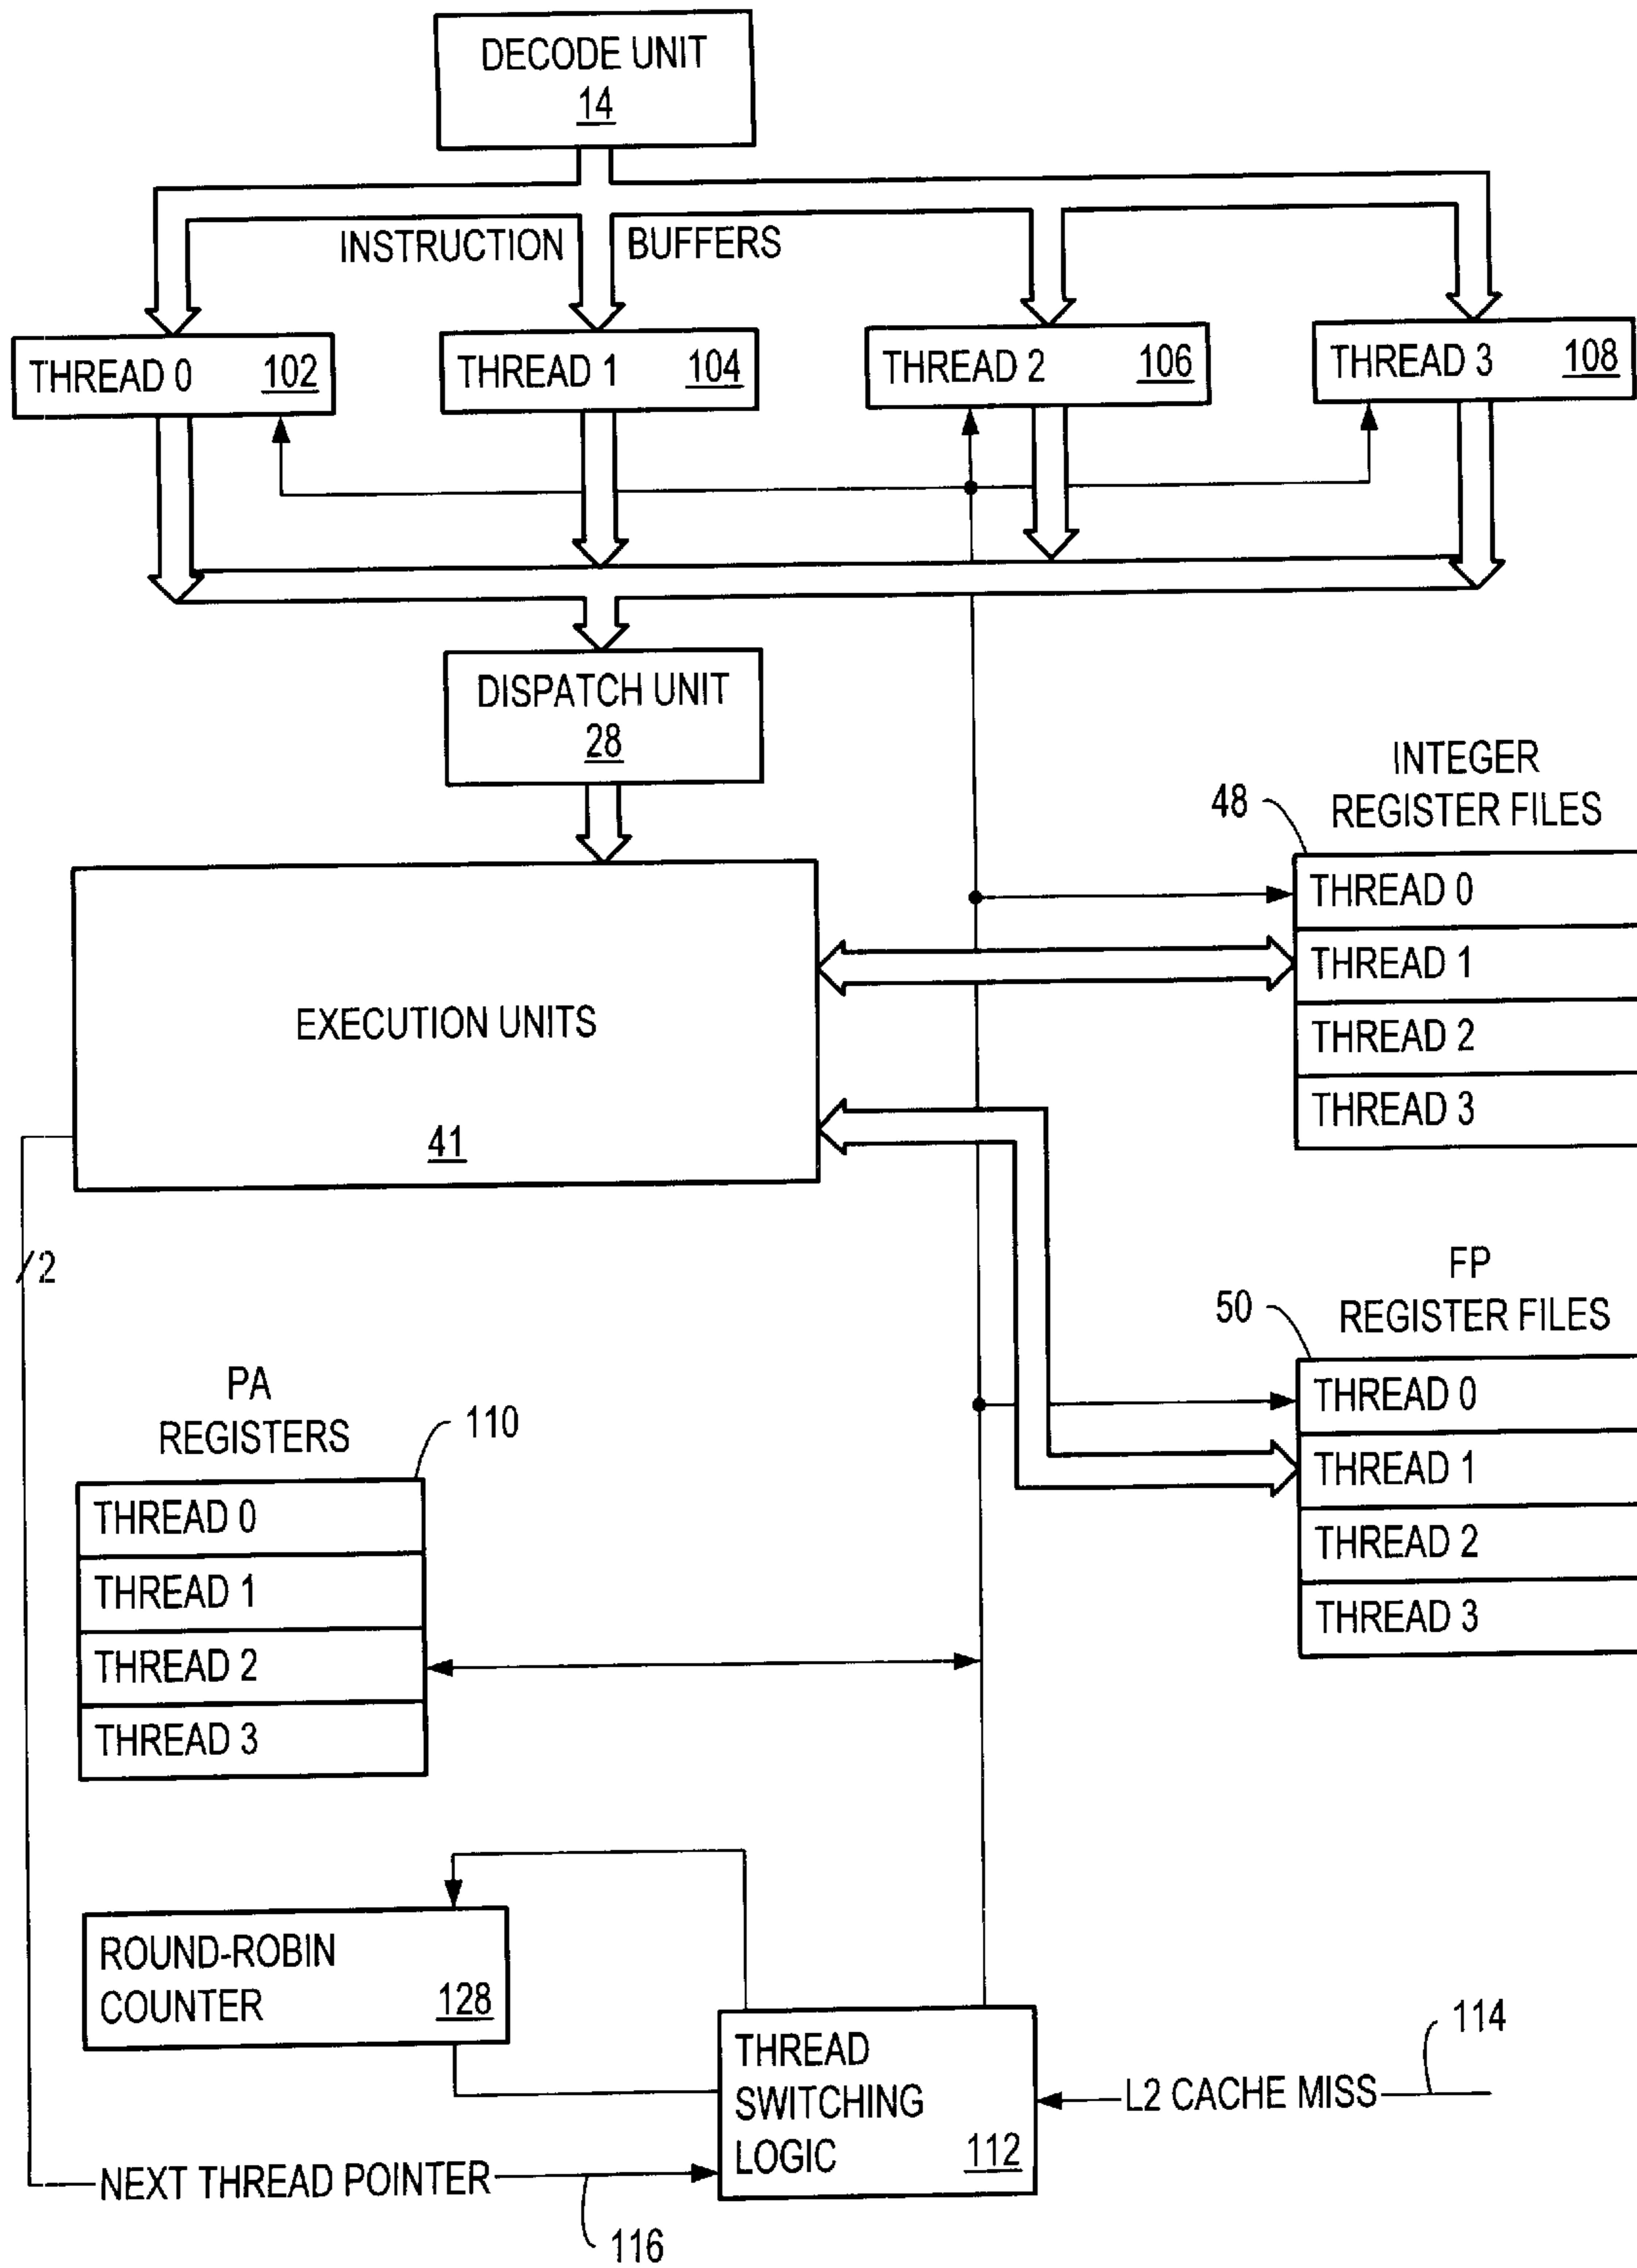 DECODE UNIT
14
INSTRUCTION BUFFERS
THREAD 0 102
THREAD 1 104
THREAD 2 106
THREAD 3 108
DISPATCH UNIT
28
INTEGER
REGISTER FILES
48
THREAD 0
THREAD 1
THREAD 2
THREAD 3
EXECUTION UNITS
41
2
FP
REGISTER FILES
50
THREAD 0
THREAD 1
THREAD 2
THREAD 3
PA
REGISTERS
110
THREAD 0
THREAD 1
THREAD 2
THREAD 3
ROUND-ROBIN
COUNTER 128
THREAD
SWITCHING
LOGIC 112
114
L2 CACHE MISS
NEXT THREAD POINTER
116